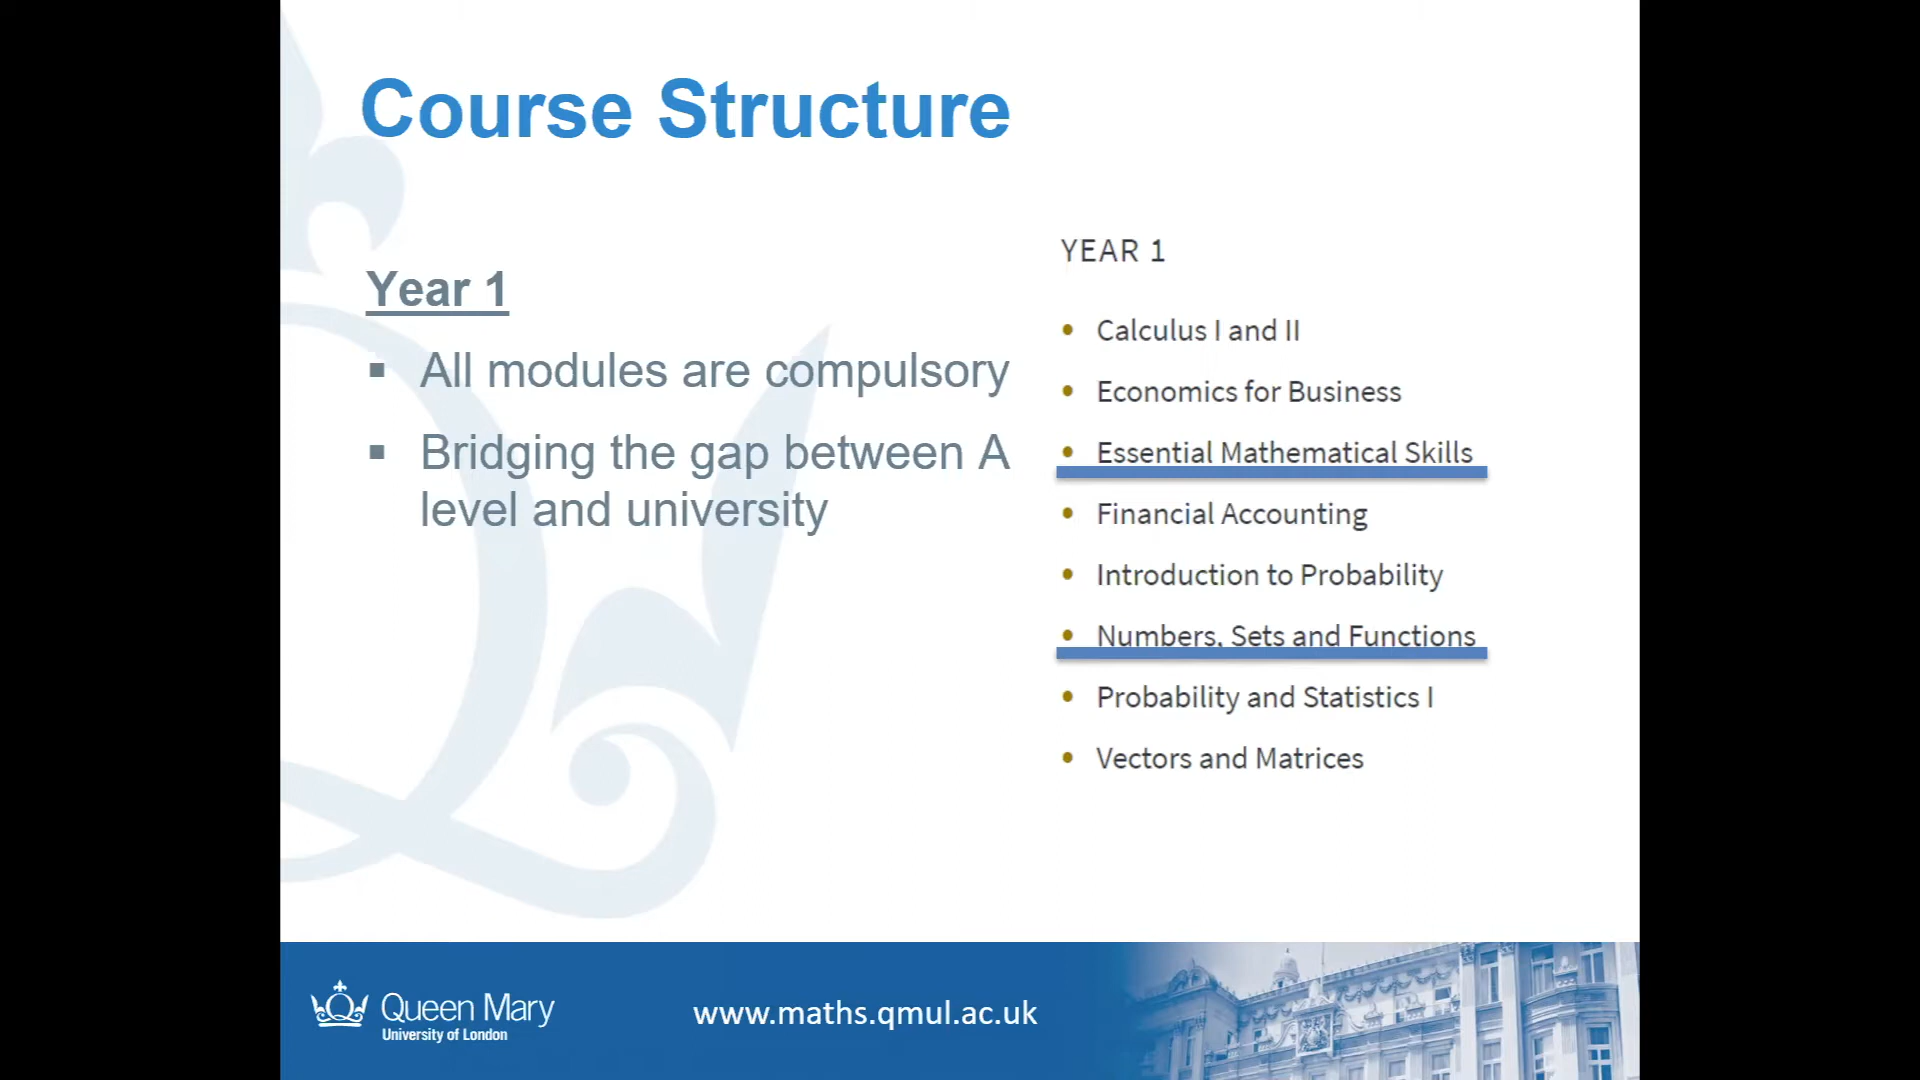 Course Structure
Year 1
▪ All modules are compulsory
▪ Bridging the gap between A
level and university
YEAR 1
• Calculus I and II
• Economics for Business
• Essential Mathematical Skills
• Financial Accounting
• Introduction to Probability
• Numbers, Sets and Functions
• Probability and Statistics I
• Vectors and Matrices
Queen Mary
University of London
www.maths.qmul.ac.uk